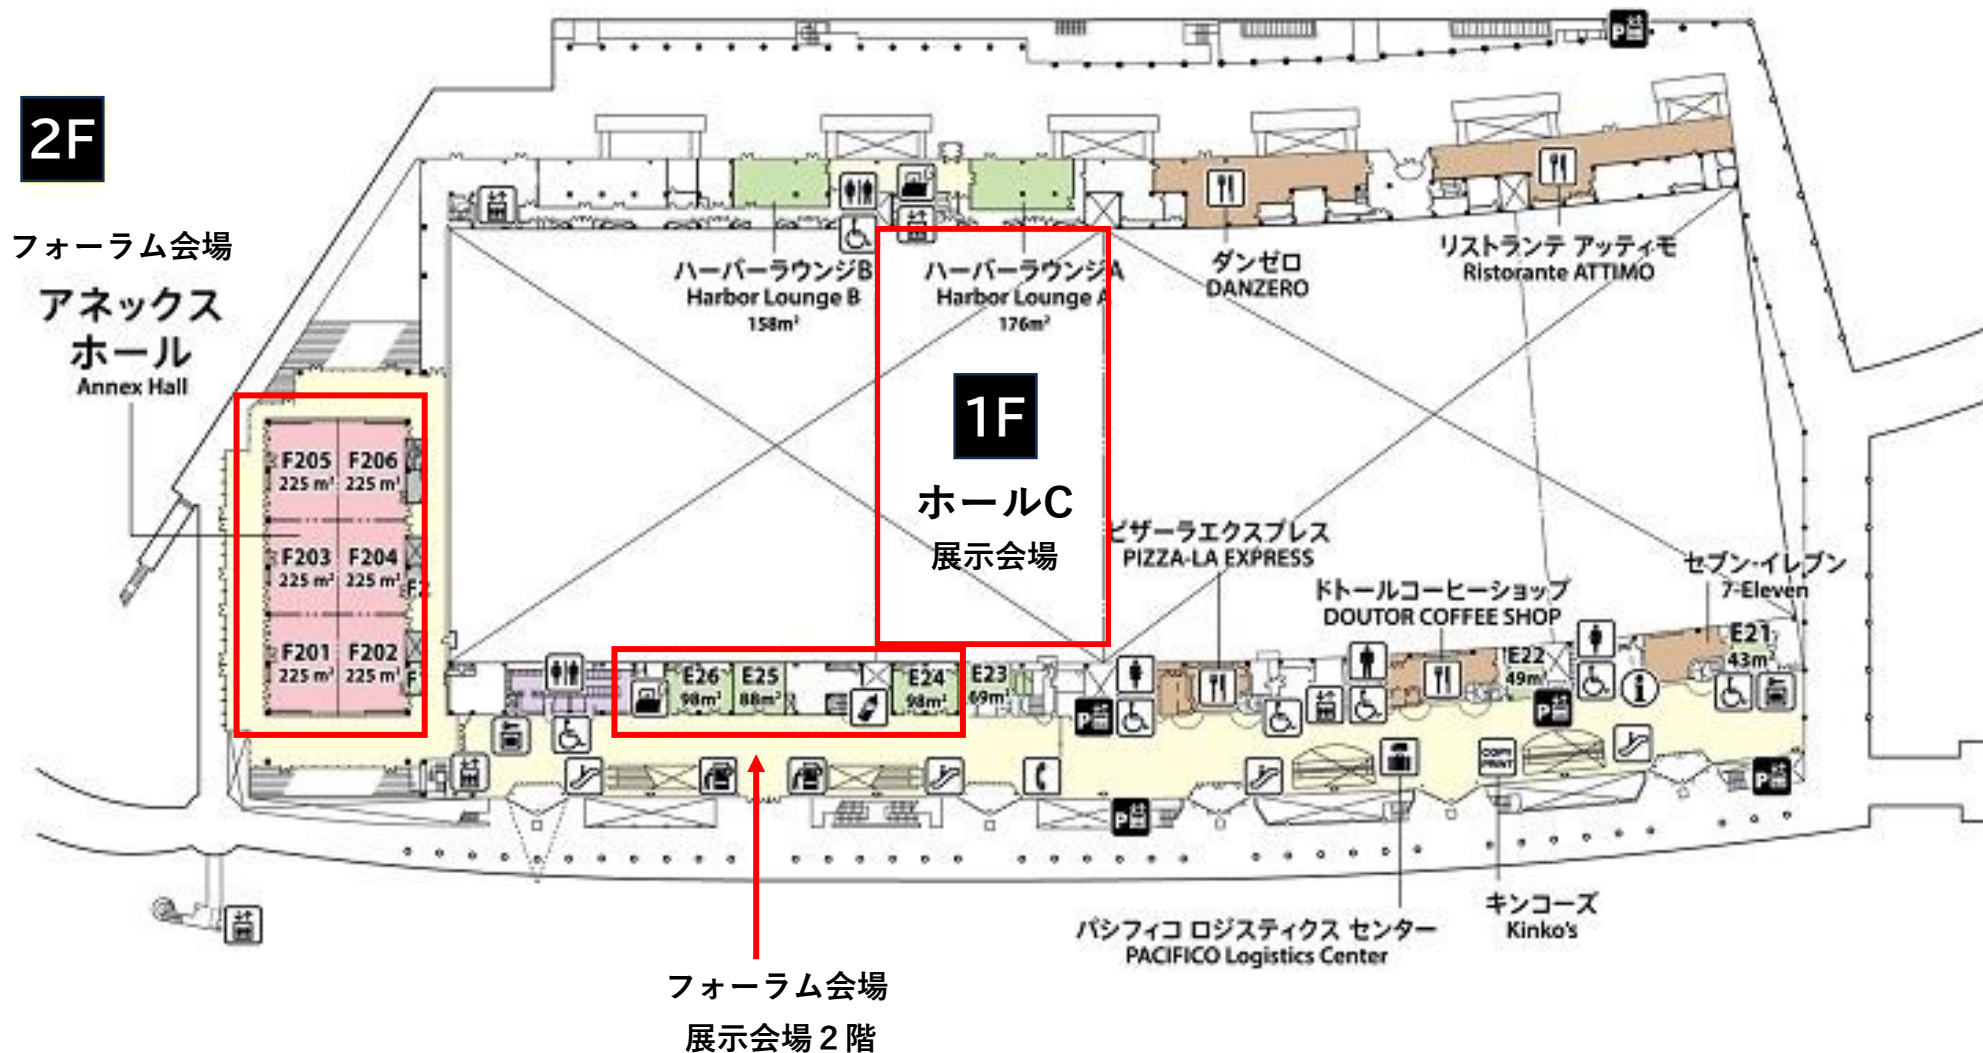 2F
フォーラム会場
アネックス
ホール
Annex Hall
F205
225 m²
F206
225 m²
F203
225 m²
F204
225 m²
F201
225 m²
F202
225 m²
ハーバーラウンジB
Harbor Lounge B
158m²
ハーバーラウンジA
Harbor Lounge A
176m²
ダンゼロ
DANZERO
リストランテ アッティモ
Ristorante ATTIMO
1F
ホールC
展示会場
ピザーラエクスプレス
PIZZA-LA EXPRESS
ドトールコーヒーショップ
DOUTOR COFFEE SHOP
セブン-イレブン
7-Eleven
E26
98m²
E25
88m²
E24
98m²
E23
69m²
E22
49m²
E21
43m²
P
P
P
P
P
COPY
PRINT
パシフィコ ロジスティクス センター
PACIFICO Logistics Center
キンコーズ
Kinko's
フォーラム会場
展示会場２階